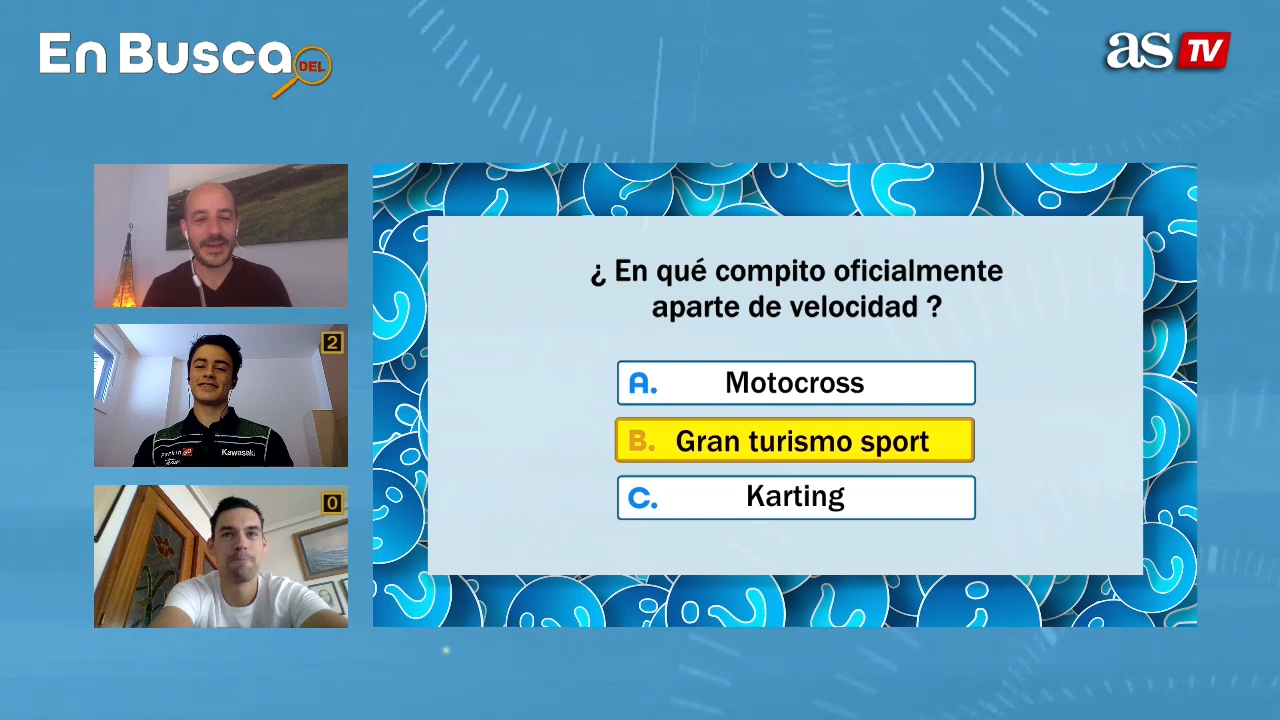 En Busca
DEL
as TV
2
Kawasaki
0
¿ En qué compito oficialmente
aparte de velocidad ?
A. Motocross
B. Gran turismo sport
C. Karting